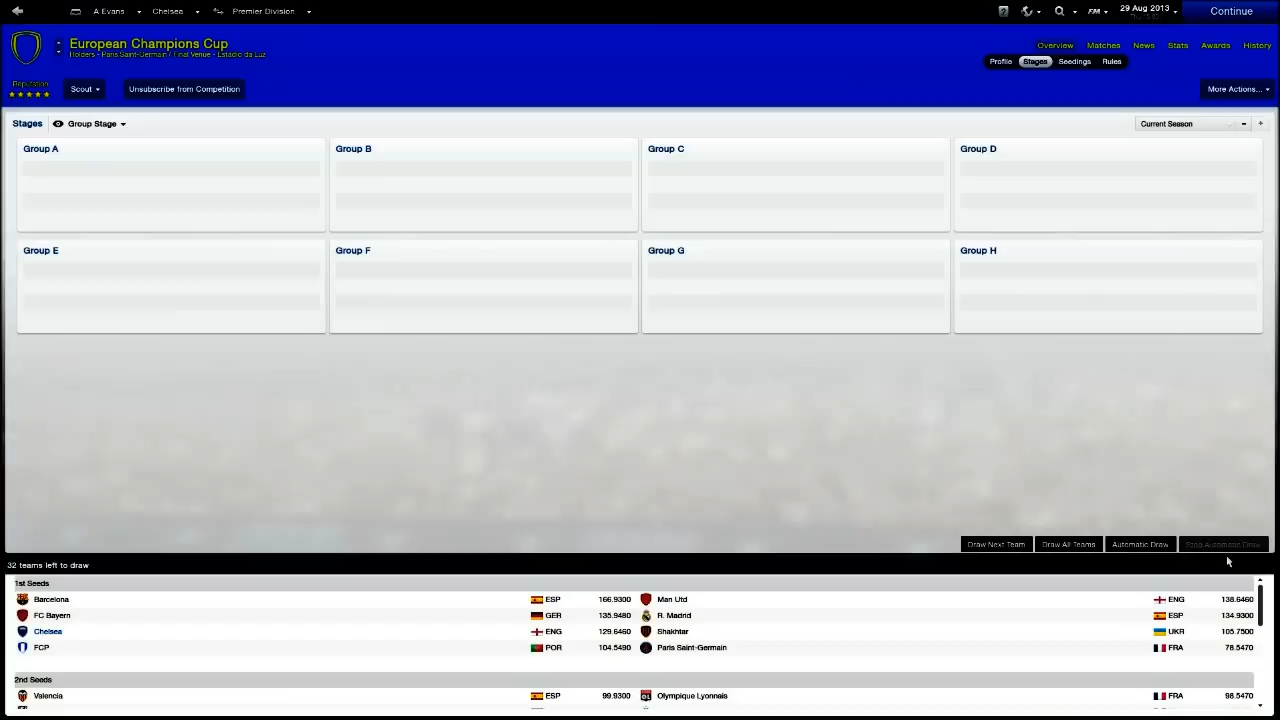 A Evans Chelsea Premier Division FM 29 Aug 2013 Continue
European Champions Cup
Holders - Paris Saint-Germain / Final Venue - Estádio da Luz
Overview Matches News Stats Awards History
Profile Stages Seedings Rules
Reputation
Scout Unsubscribe from Competition More Actions...
Stages Group Stage Current Season - +
Group A Group B Group C Group D
Group E Group F Group G Group H
Draw Next Team Draw All Teams Automatic Draw Stop Automatic Draw
32 teams left to draw
1st Seeds
Barcelona ESP 166.9300 Man Utd ENG 138.6460
FC Bayern GER 135.9480 R. Madrid ESP 134.9300
Chelsea ENG 129.6460 Shakhtar UKR 105.7500
FCP POR 104.5490 Paris Saint-Germain FRA 78.5470
2nd Seeds
Valencia ESP 99.9300 Olympique Lyonnais FRA 98.5470